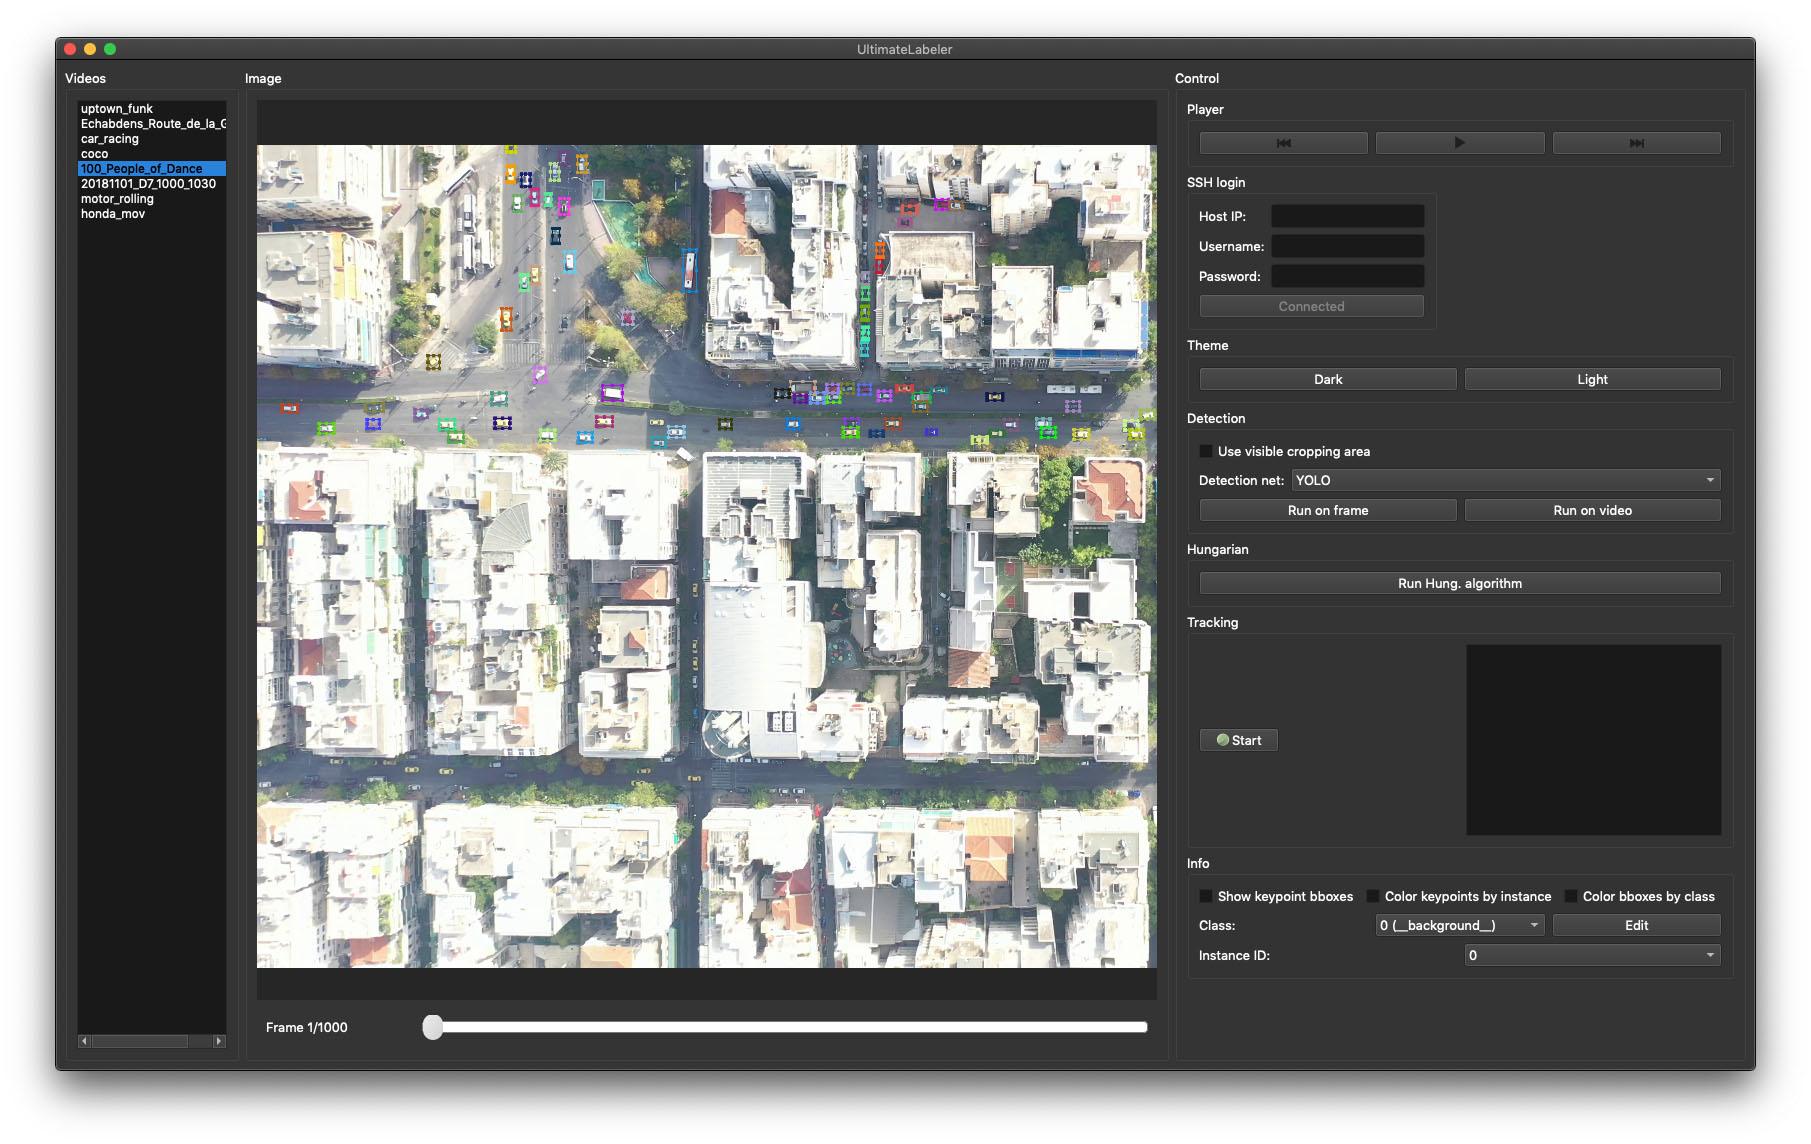 UltimateLabeler
Videos
uptown_funk
Echabdens_Route_de_la_G
car_racing
coco
100_People_of_Dance
20181101_D7_1000_1030
motor_rolling
honda_mov
Image
Frame 1/1000
Control
Player
SSH login
Host IP:
Username:
Password:
Connected
Theme
Dark Light
Detection
Use visible cropping area
Detection net: YOLO
Run on frame Run on video
Hungarian
Run Hung. algorithm
Tracking
Start
Info
Show keypoint bboxes Color keypoints by instance Color bboxes by class
Class: 0 (__background__) Edit
Instance ID: 0